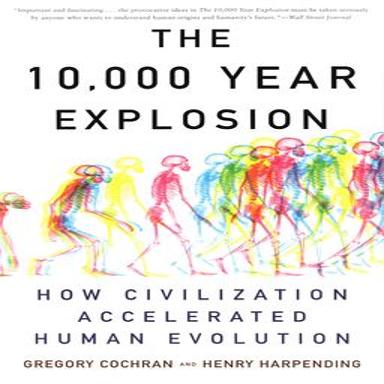 "Important and fascinating . . . the provocative ideas in The 10,000 Year Explosion must be taken seriously
by anyone who wants to understand human origins and humanity's future." —Wall Street Journal
THE
10,000 YEAR
EXPLOSION
HOW CIVILIZATION
ACCELERATED
HUMAN EVOLUTION
GREGORY COCHRAN AND HENRY HARPENDING